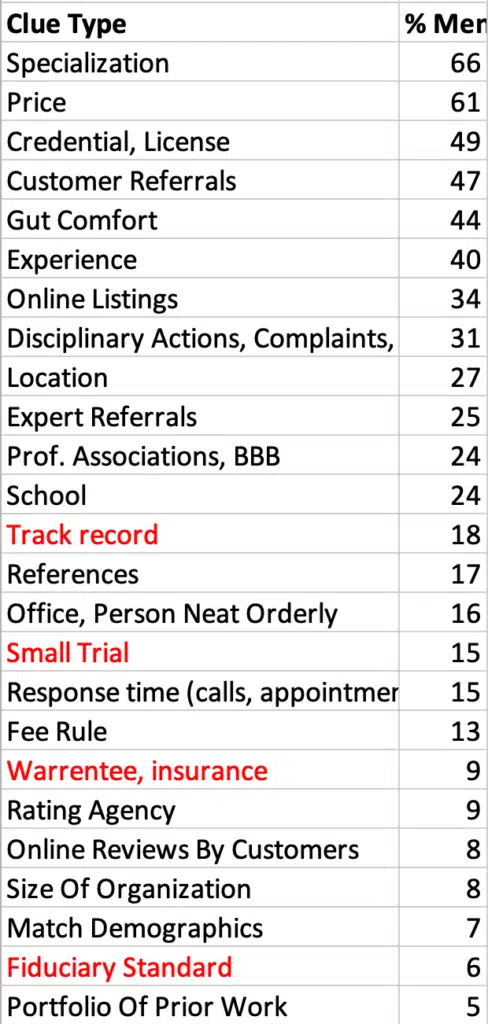 Clue Type % Men
Specialization 66
Price 61
Credential, License 49
Customer Referrals 47
Gut Comfort 44
Experience 40
Online Listings 34
Disciplinary Actions, Complaints, 31
Location 27
Expert Referrals 25
Prof. Associations, BBB 24
School 24
Track record 18
References 17
Office, Person Neat Orderly 16
Small Trial 15
Response time (calls, appointmen 15
Fee Rule 13
Warrentee, insurance 9
Rating Agency 9
Online Reviews By Customers 8
Size Of Organization 8
Match Demographics 7
Fiduciary Standard 6
Portfolio Of Prior Work 5